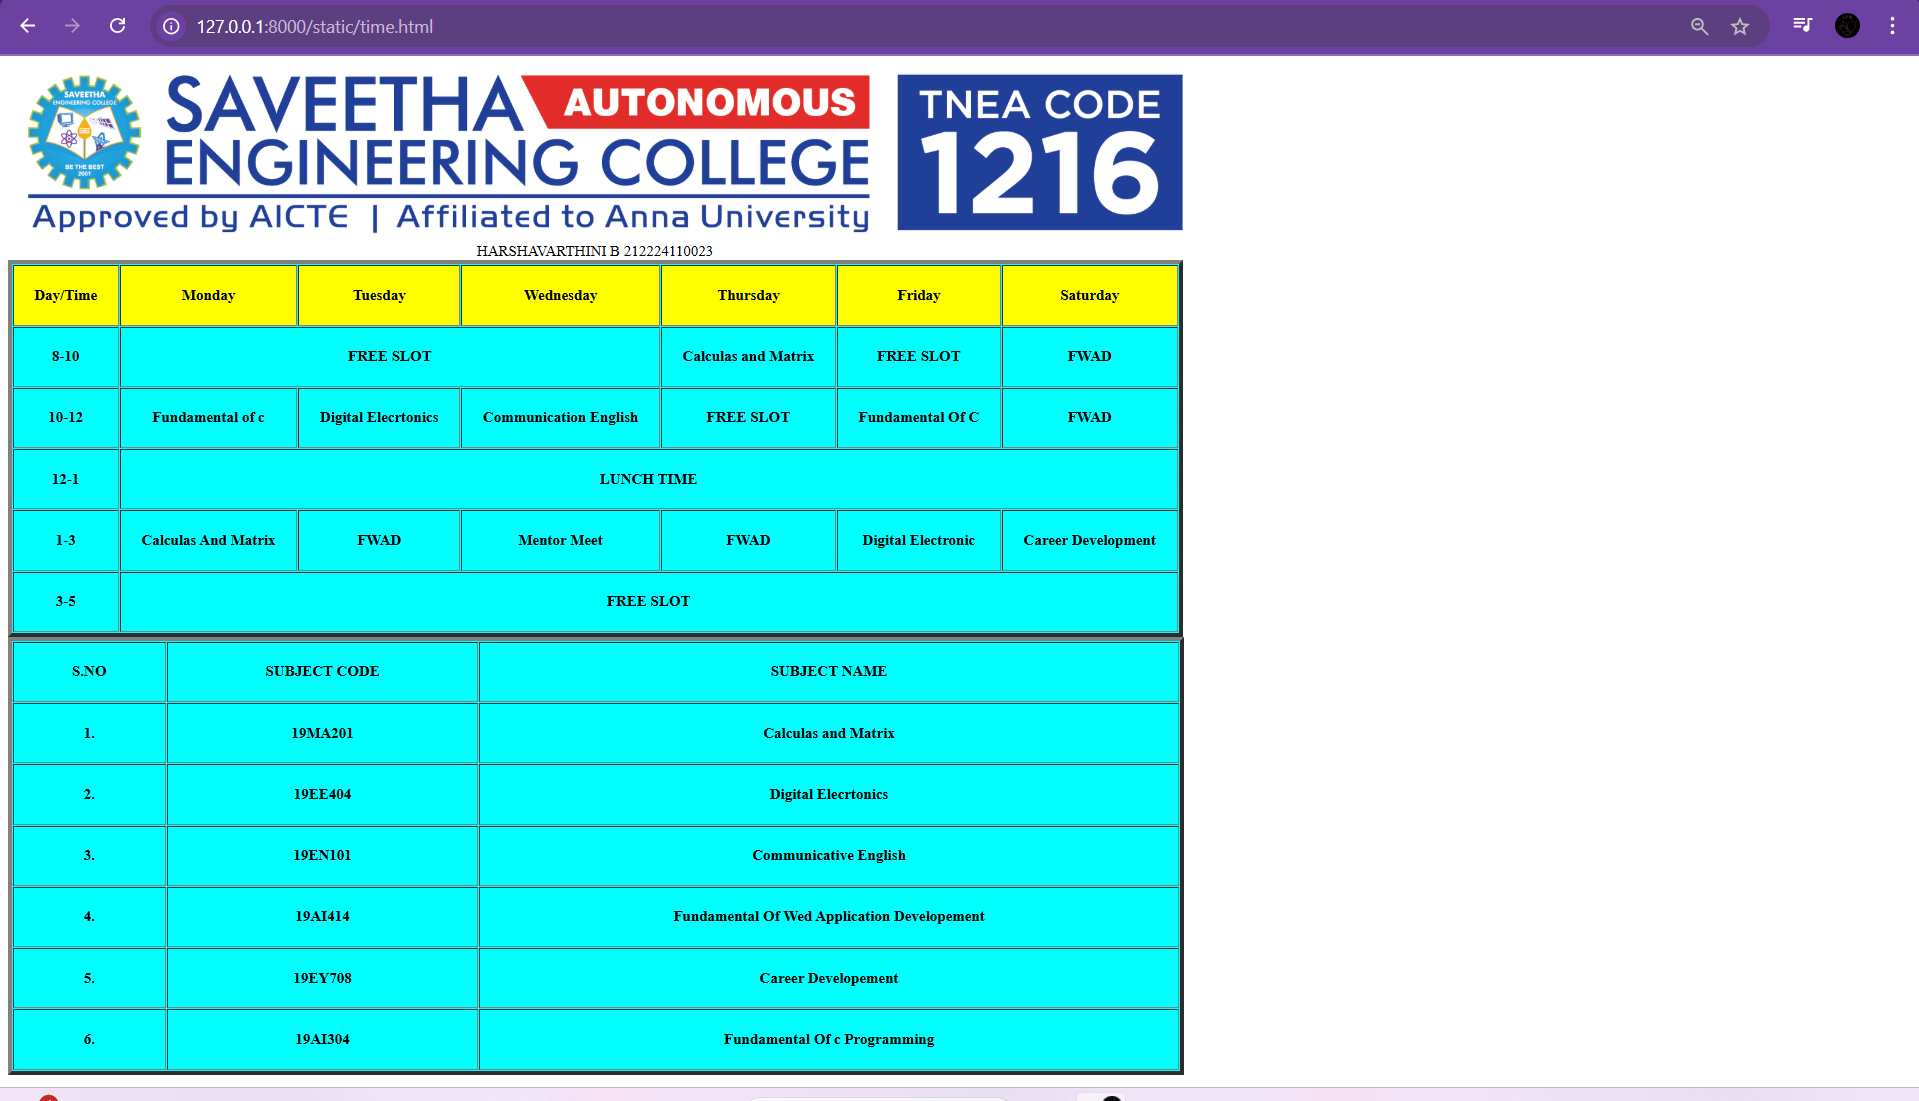 127.0.0.1:8000/static/time.html
SAVEETHA
ENGINEERING COLLEGE
BE THE BEST
2001
SAVEETHA AUTONOMOUS
ENGINEERING COLLEGE
Approved by AICTE | Affiliated to Anna University
TNEA CODE
1216
HARSHAVARTHINI B 212224110023
Day/Time Monday Tuesday Wednesday Thursday Friday Saturday
8-10 FREE SLOT Calculas and Matrix FREE SLOT FWAD
10-12 Fundamental of c Digital Elecrtonics Communication English FREE SLOT Fundamental Of C FWAD
12-1 LUNCH TIME
1-3 Calculas And Matrix FWAD Mentor Meet FWAD Digital Electronic Career Development
3-5 FREE SLOT
S.NO SUBJECT CODE SUBJECT NAME
1. 19MA201 Calculas and Matrix
2. 19EE404 Digital Elecrtonics
3. 19EN101 Communicative English
4. 19AI414 Fundamental Of Wed Application Developement
5. 19EY708 Career Developement
6. 19AI304 Fundamental Of c Programming